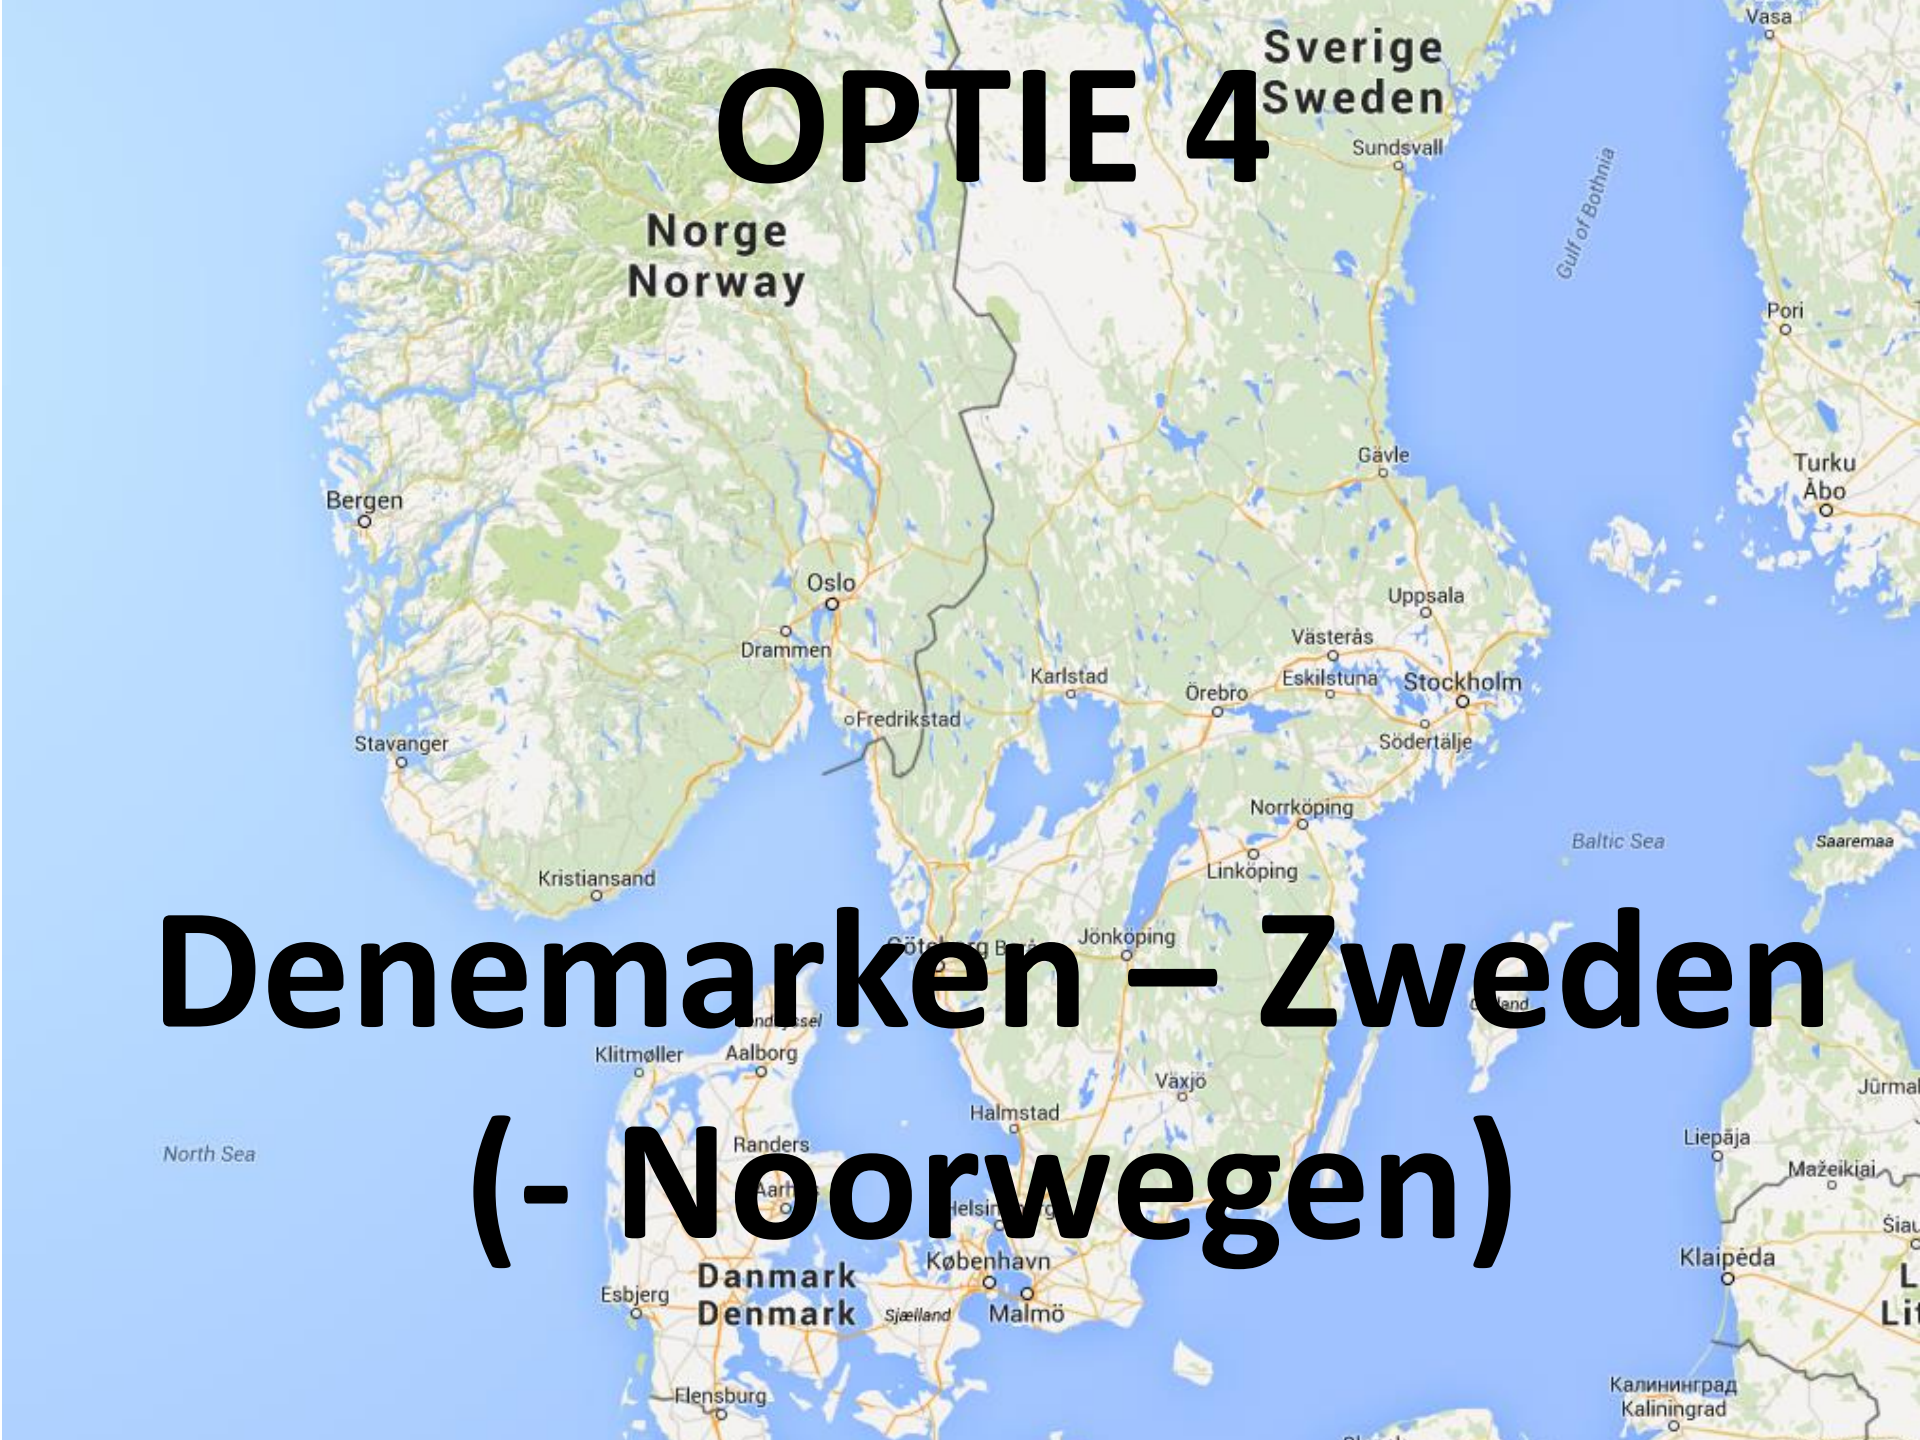 Vasa
Sverige
Sweden
OPTIE 4
Sundsvall
Gulf of Bothnia
Norge
Norway
Pori
Gävle
Turku
Åbo
Bergen
Oslo
Uppsala
Västerås
Drammen
Karlstad
Eskilstuna
Stockholm
Örebro
Fredrikstad
Stavanger
Södertälje
Norrköping
Baltic Sea
Saaremaa
Linköping
Kristiansand
Jönköping
Denemarken – Zweden
Klitmøller
Aalborg
Växjö
Jūrmal
Halmstad
Liepāja
Randers
North Sea
Mažeikiai
(- Noorwegen)
Šiau
København
Klaipėda
Danmark
Denmark
Esbjerg
Sjælland
Malmö
L
Lit
Flensburg
Калининград
Kaliningrad